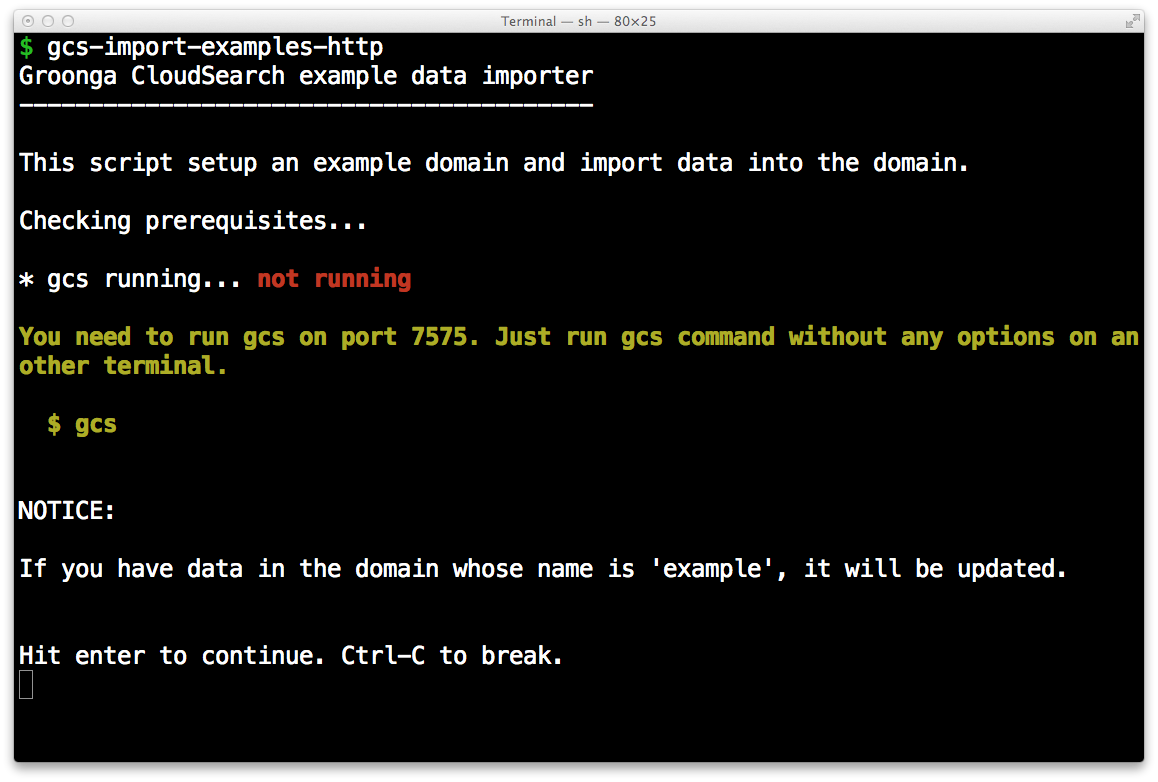 Terminal — sh — 80×25
$ gcs-import-examples-http
Groonga CloudSearch example data importer
-----------------------------------------
This script setup an example domain and import data into the domain.
Checking prerequisites...
* gcs running... not running
You need to run gcs on port 7575. Just run gcs command without any options on an
other terminal.
$ gcs
NOTICE:
If you have data in the domain whose name is 'example', it will be updated.
Hit enter to continue. Ctrl-C to break.